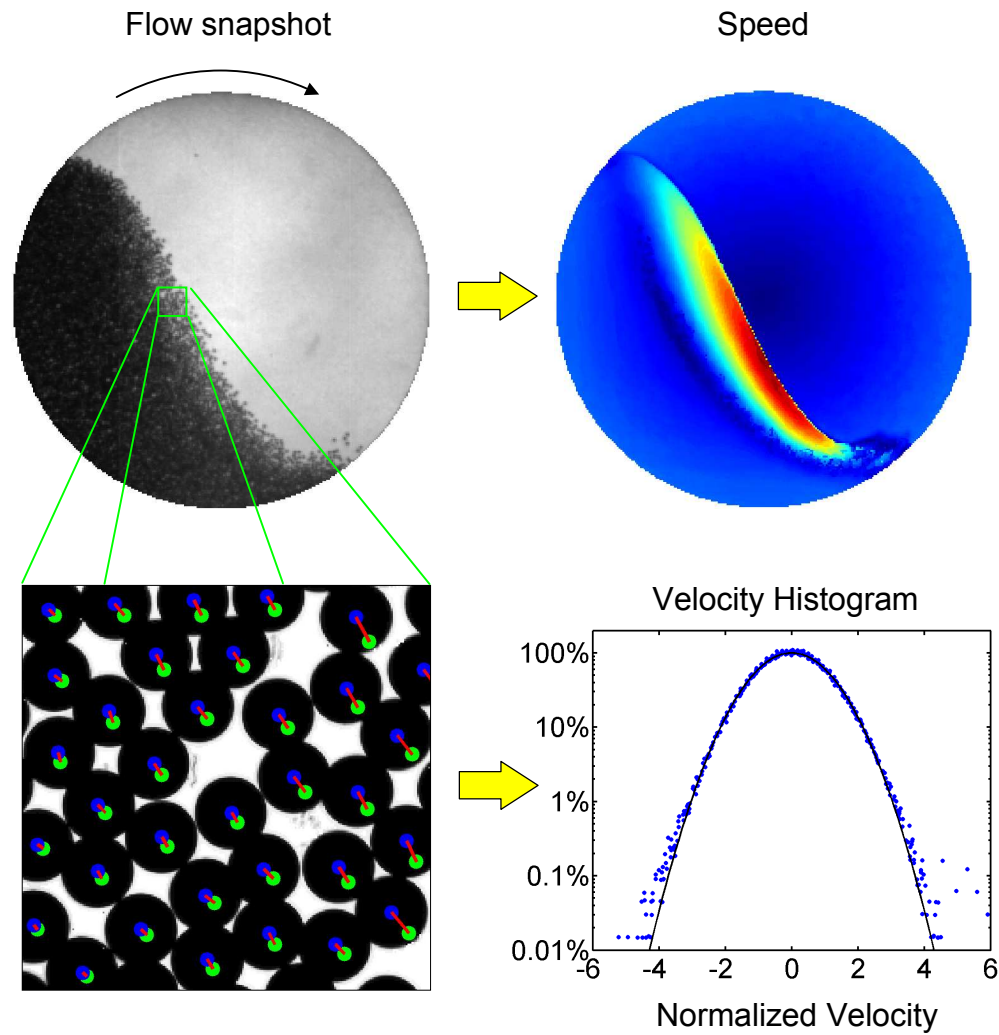 Flow snapshot
Speed
Velocity Histogram
100%
10%
1%
0.1%
0.01%
-6 -4 -2 0 2 4 6
Normalized Velocity